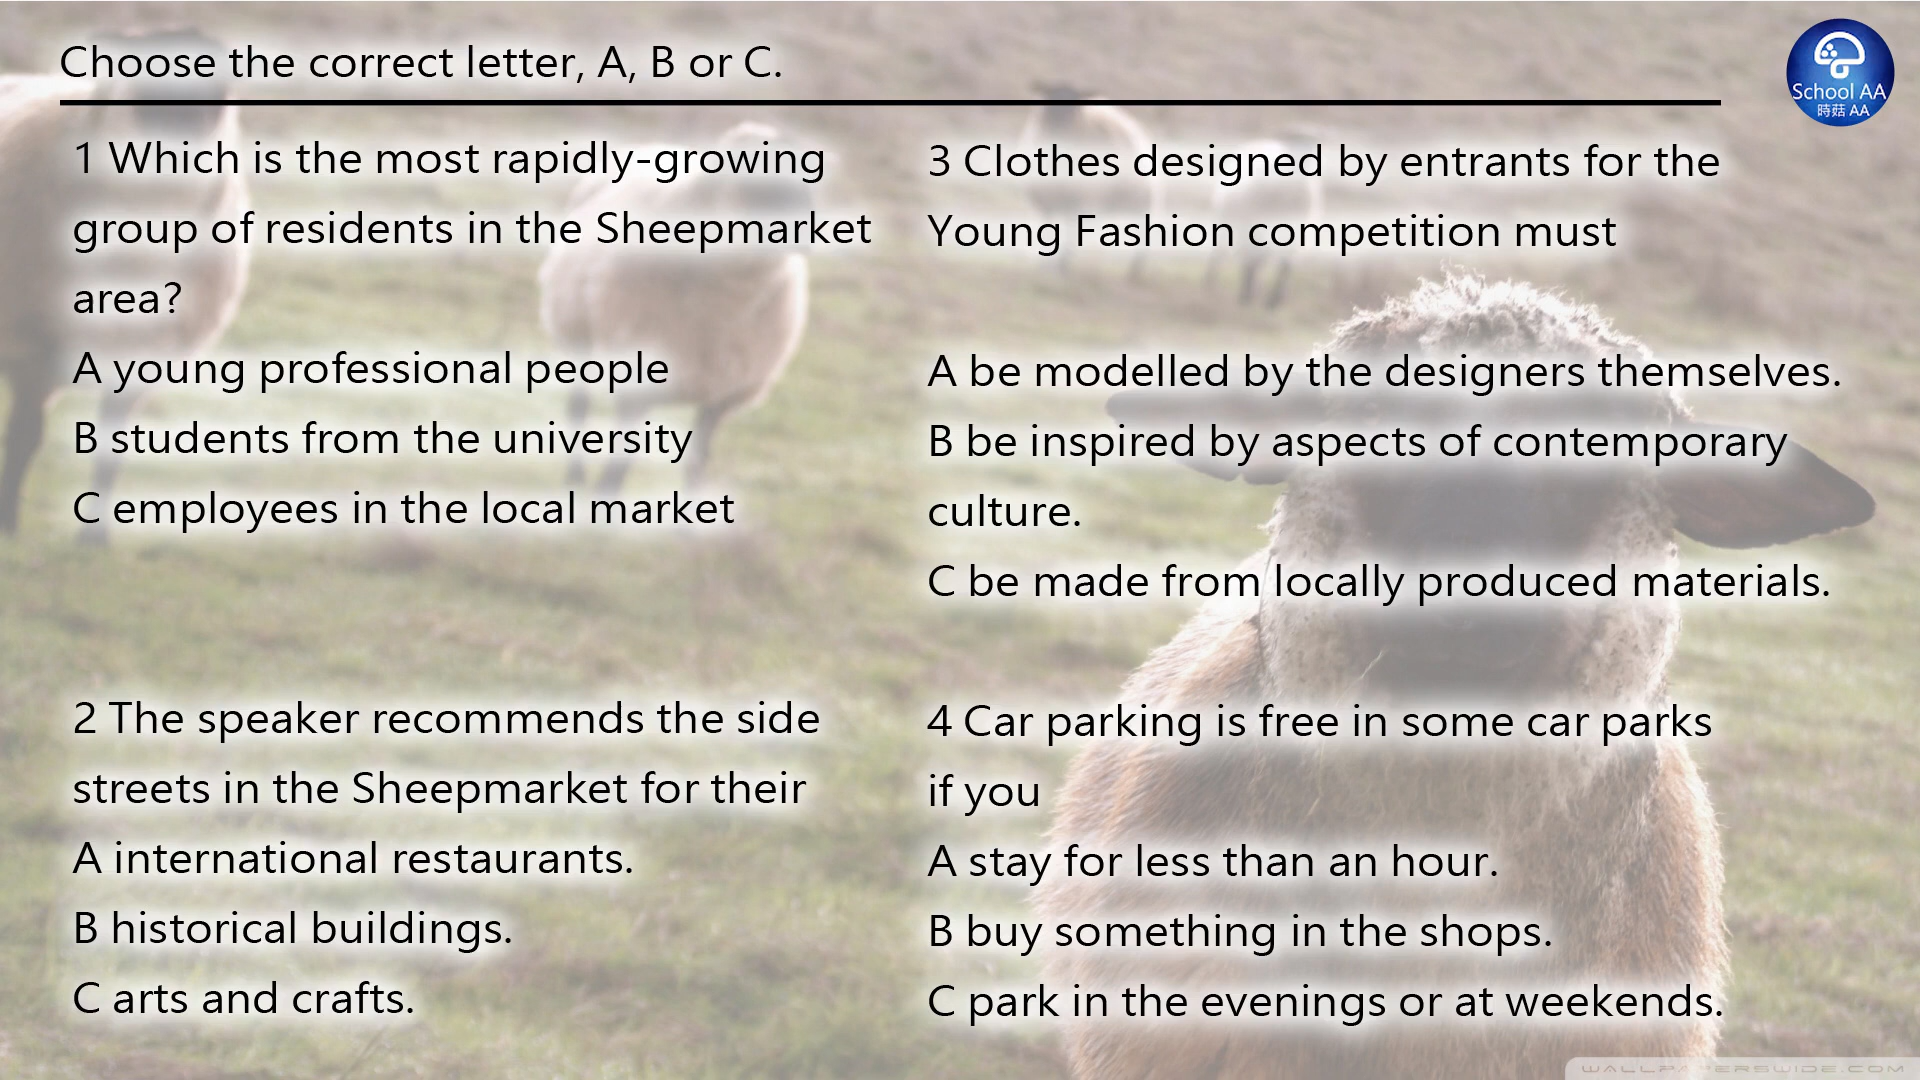 Choose the correct letter, A, B or C.
School AA
時菇 AA
1 Which is the most rapidly-growing
group of residents in the Sheepmarket
area?
A young professional people
B students from the university
C employees in the local market
2 The speaker recommends the side
streets in the Sheepmarket for their
A international restaurants.
B historical buildings.
C arts and crafts.
3 Clothes designed by entrants for the
Young Fashion competition must
A be modelled by the designers themselves.
B be inspired by aspects of contemporary
culture.
C be made from locally produced materials.
4 Car parking is free in some car parks
if you
A stay for less than an hour.
B buy something in the shops.
C park in the evenings or at weekends.
WALLPAPERSWIDE.COM